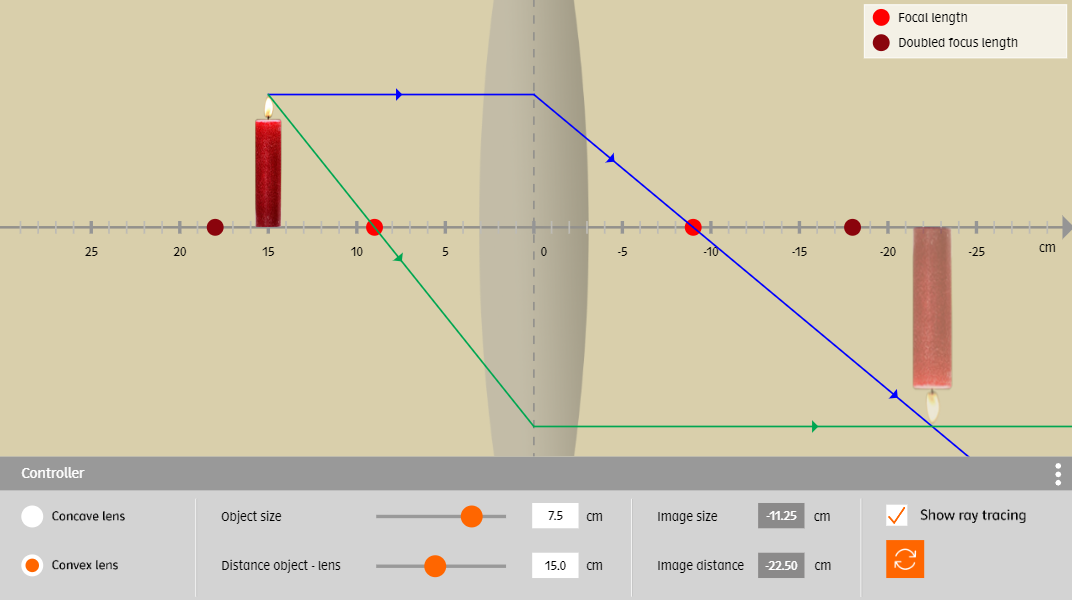 Focal length
Doubled focus length
25 20 15 10 5 0 -5 -10 -15 -20 -25 cm
Controller
Concave lens Object size 7.5 cm Image size -11.25 cm Show ray tracing
Convex lens Distance object - lens 15.0 cm Image distance -22.50 cm